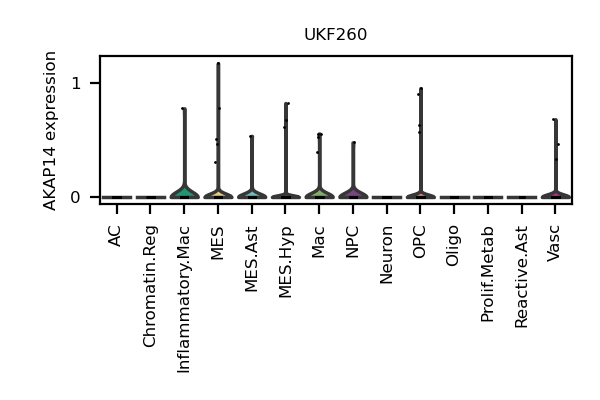 UKF260
AKAP14 expression
1
0
AC
Chromatin.Reg
Inflammatory.Mac
MES
MES.Ast
MES.Hyp
Mac
NPC
Neuron
OPC
Oligo
Prolif.Metab
Reactive.Ast
Vasc